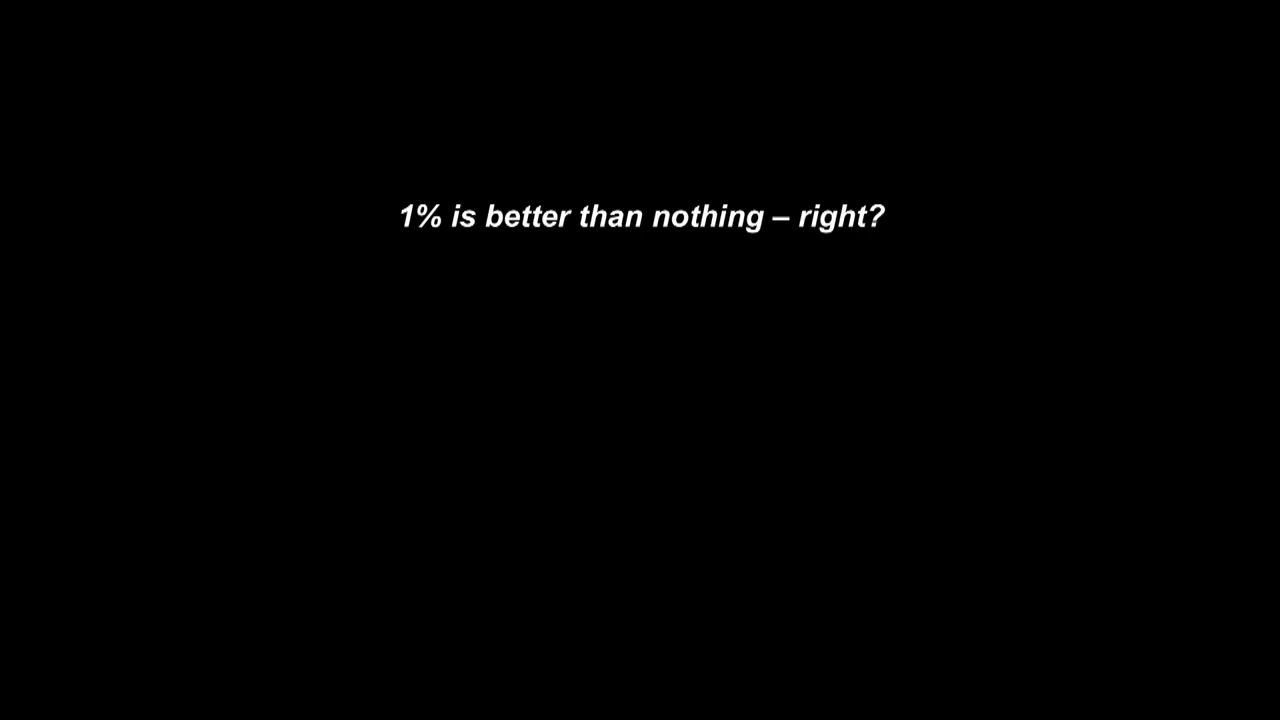 1% is better than nothing – right?